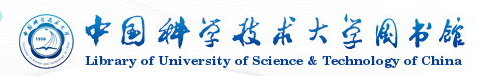 中国科学技术大学图书馆
Library of University of Science & Technology of China